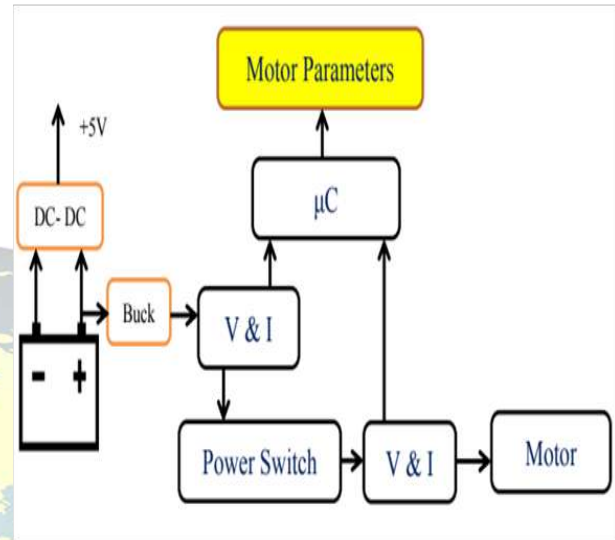 Motor Parameters
+5V
μC
DC- DC
Buck
V & I
- +
Power Switch
V & I
Motor